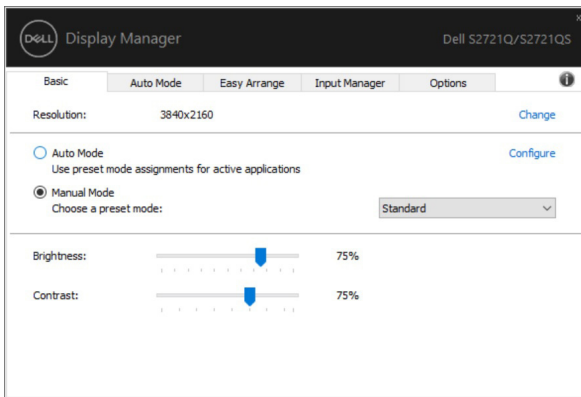 DELL Display Manager
Dell S2721Q/S2721QS
Basic Auto Mode Easy Arrange Input Manager Options
Resolution: 3840x2160 Change
Auto Mode Configure
Use preset mode assignments for active applications
Manual Mode
Choose a preset mode: Standard
Brightness: 75%
Contrast: 75%